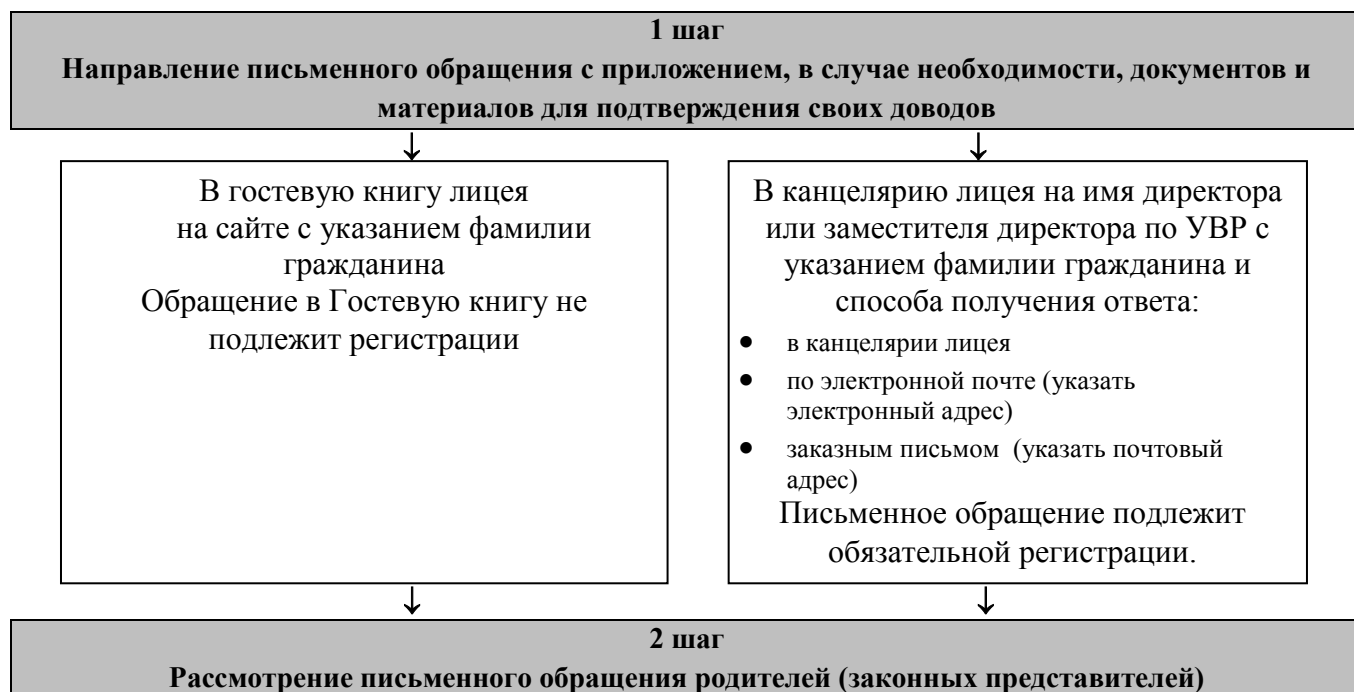 1 шаг
Направление письменного обращения с приложением, в случае необходимости, документов и
материалов для подтверждения своих доводов
↓ ↓
В гостевую книгу лицея
на сайте с указанием фамилии
гражданина
Обращение в Гостевую книгу не
подлежит регистрации
В канцелярию лицея на имя директора
или заместителя директора по УВР с
указанием фамилии гражданина и
способа получения ответа:
• в канцелярии лицея
• по электронной почте (указать
электронный адрес)
• заказным письмом (указать почтовый
адрес)
Письменное обращение подлежит
обязательной регистрации.
↓ ↓
2 шаг
Рассмотрение письменного обращения родителей (законных представителей)